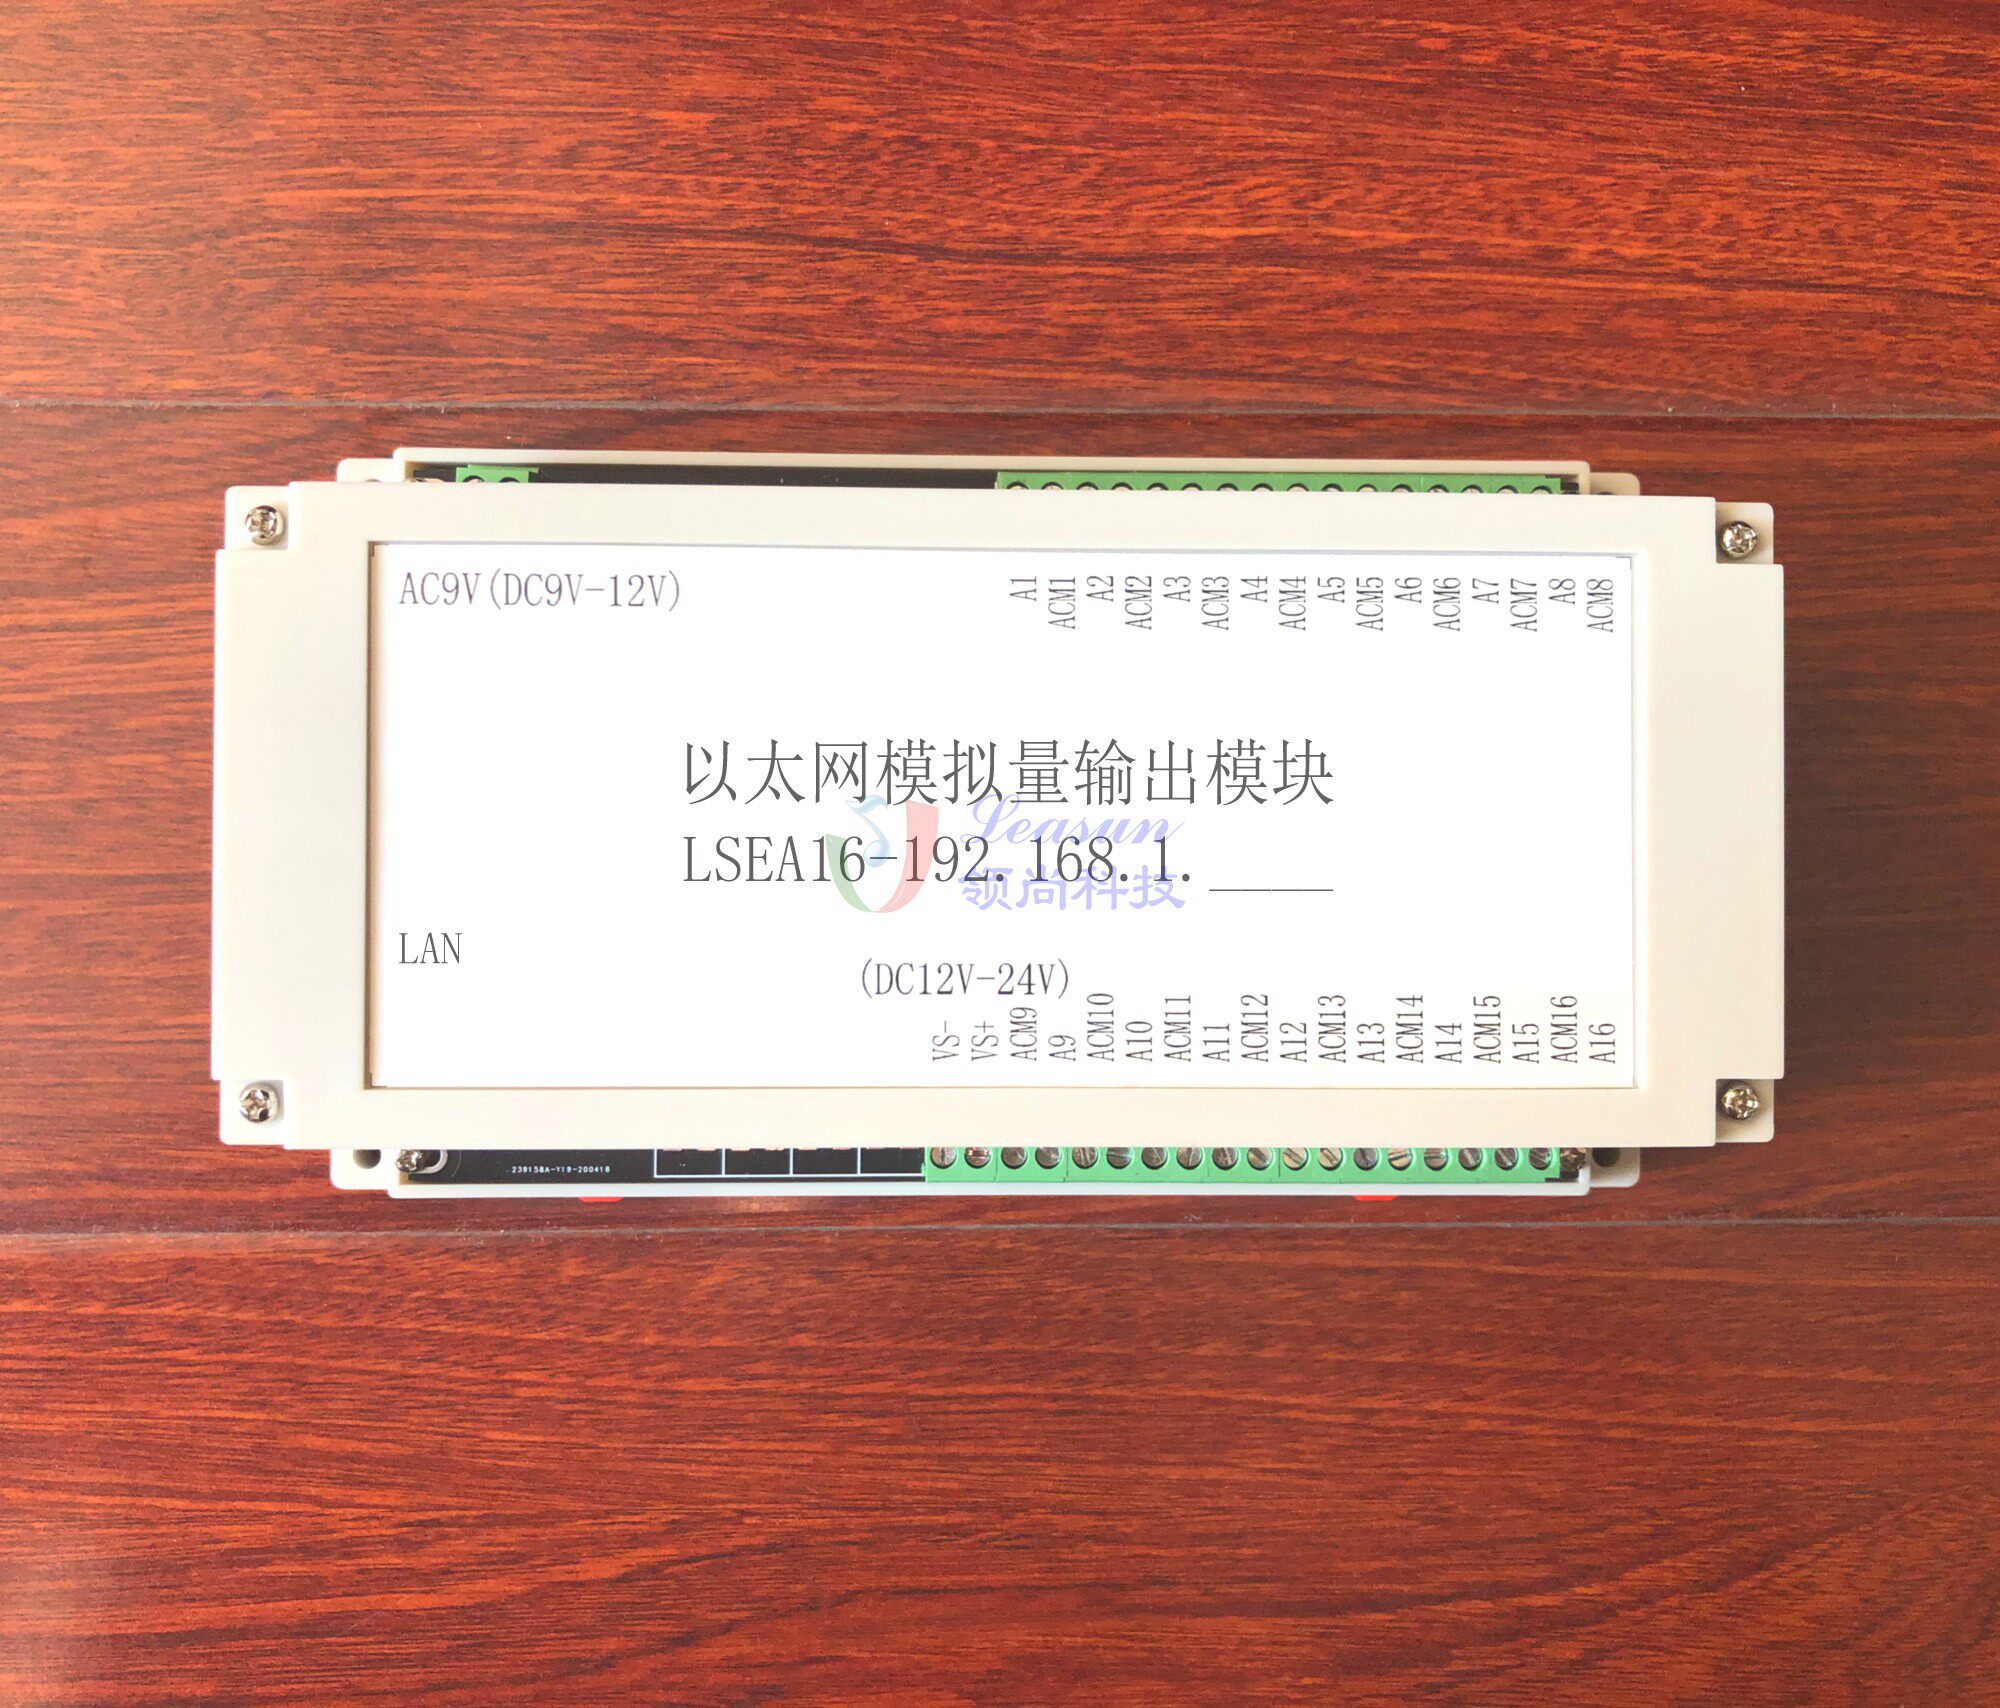 AC9V(DC9V-12V)
A1 ACM1 A2 ACM2 A3 ACM3 A4 ACM4 A5 ACM5 A6 ACM6 A7 ACM7 A8 ACM8
以太网模拟量输出模块
Leasun
LSEA16-192.168.1.____
领尚科技
LAN
(DC12V-24V)
VS- VS+ ACM9 A9 ACM10 A10 ACM11 A11 ACM12 A12 ACM13 A13 ACM14 A14 ACM15 A15 ACM16 A16
239158A-Y19-200416